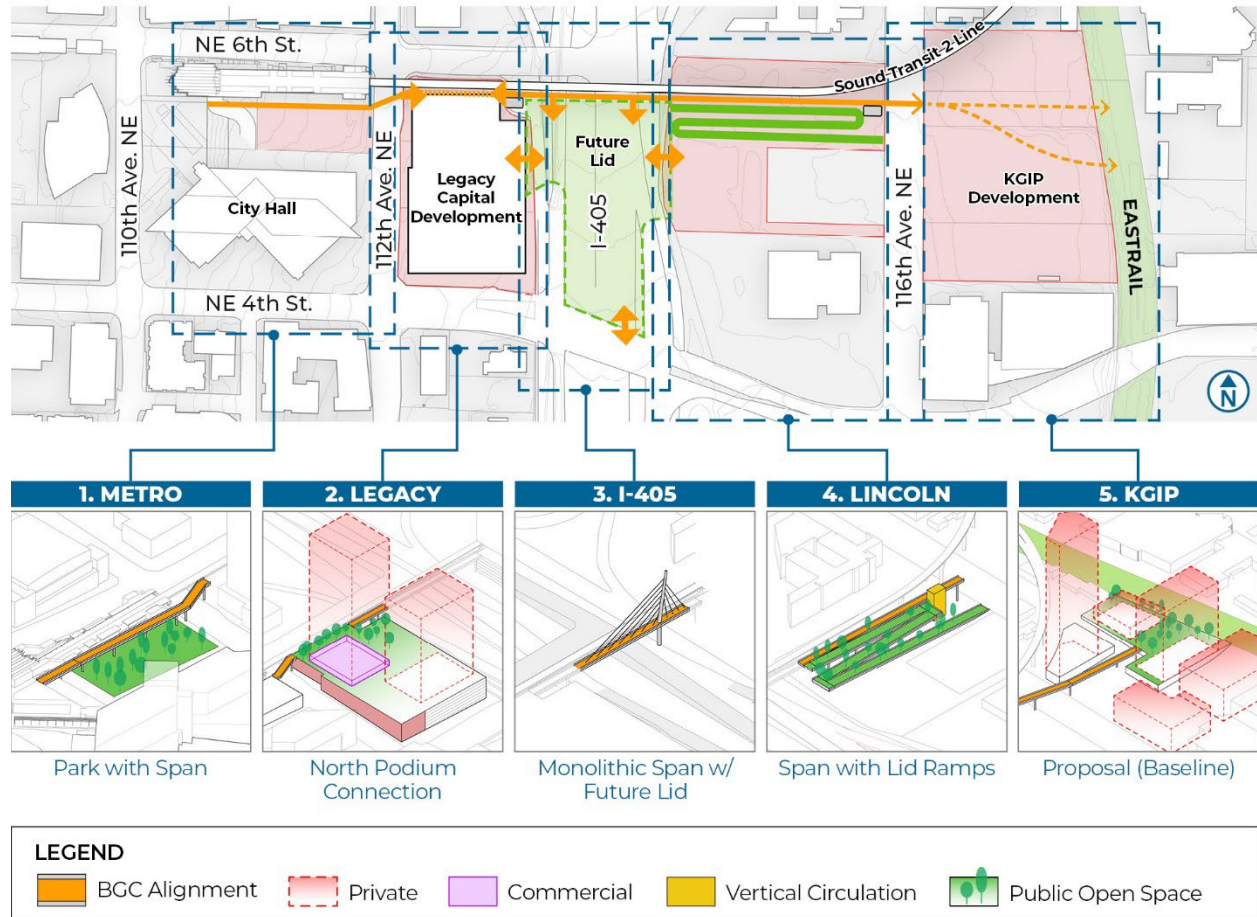 NE 6th St.
Sound Transit 2 Line
110th Ave. NE
City Hall
112th Ave. NE
Legacy
Capital
Development
Future
Lid
I-405
116th Ave. NE
KGIP
Development
EASTRAIL
NE 4th St.
N
1. METRO
2. LEGACY
3. I-405
4. LINCOLN
5. KGIP
Park with Span
North Podium
Connection
Monolithic Span w/
Future Lid
Span with Lid Ramps
Proposal (Baseline)
LEGEND
BGC Alignment
Private
Commercial
Vertical Circulation
Public Open Space